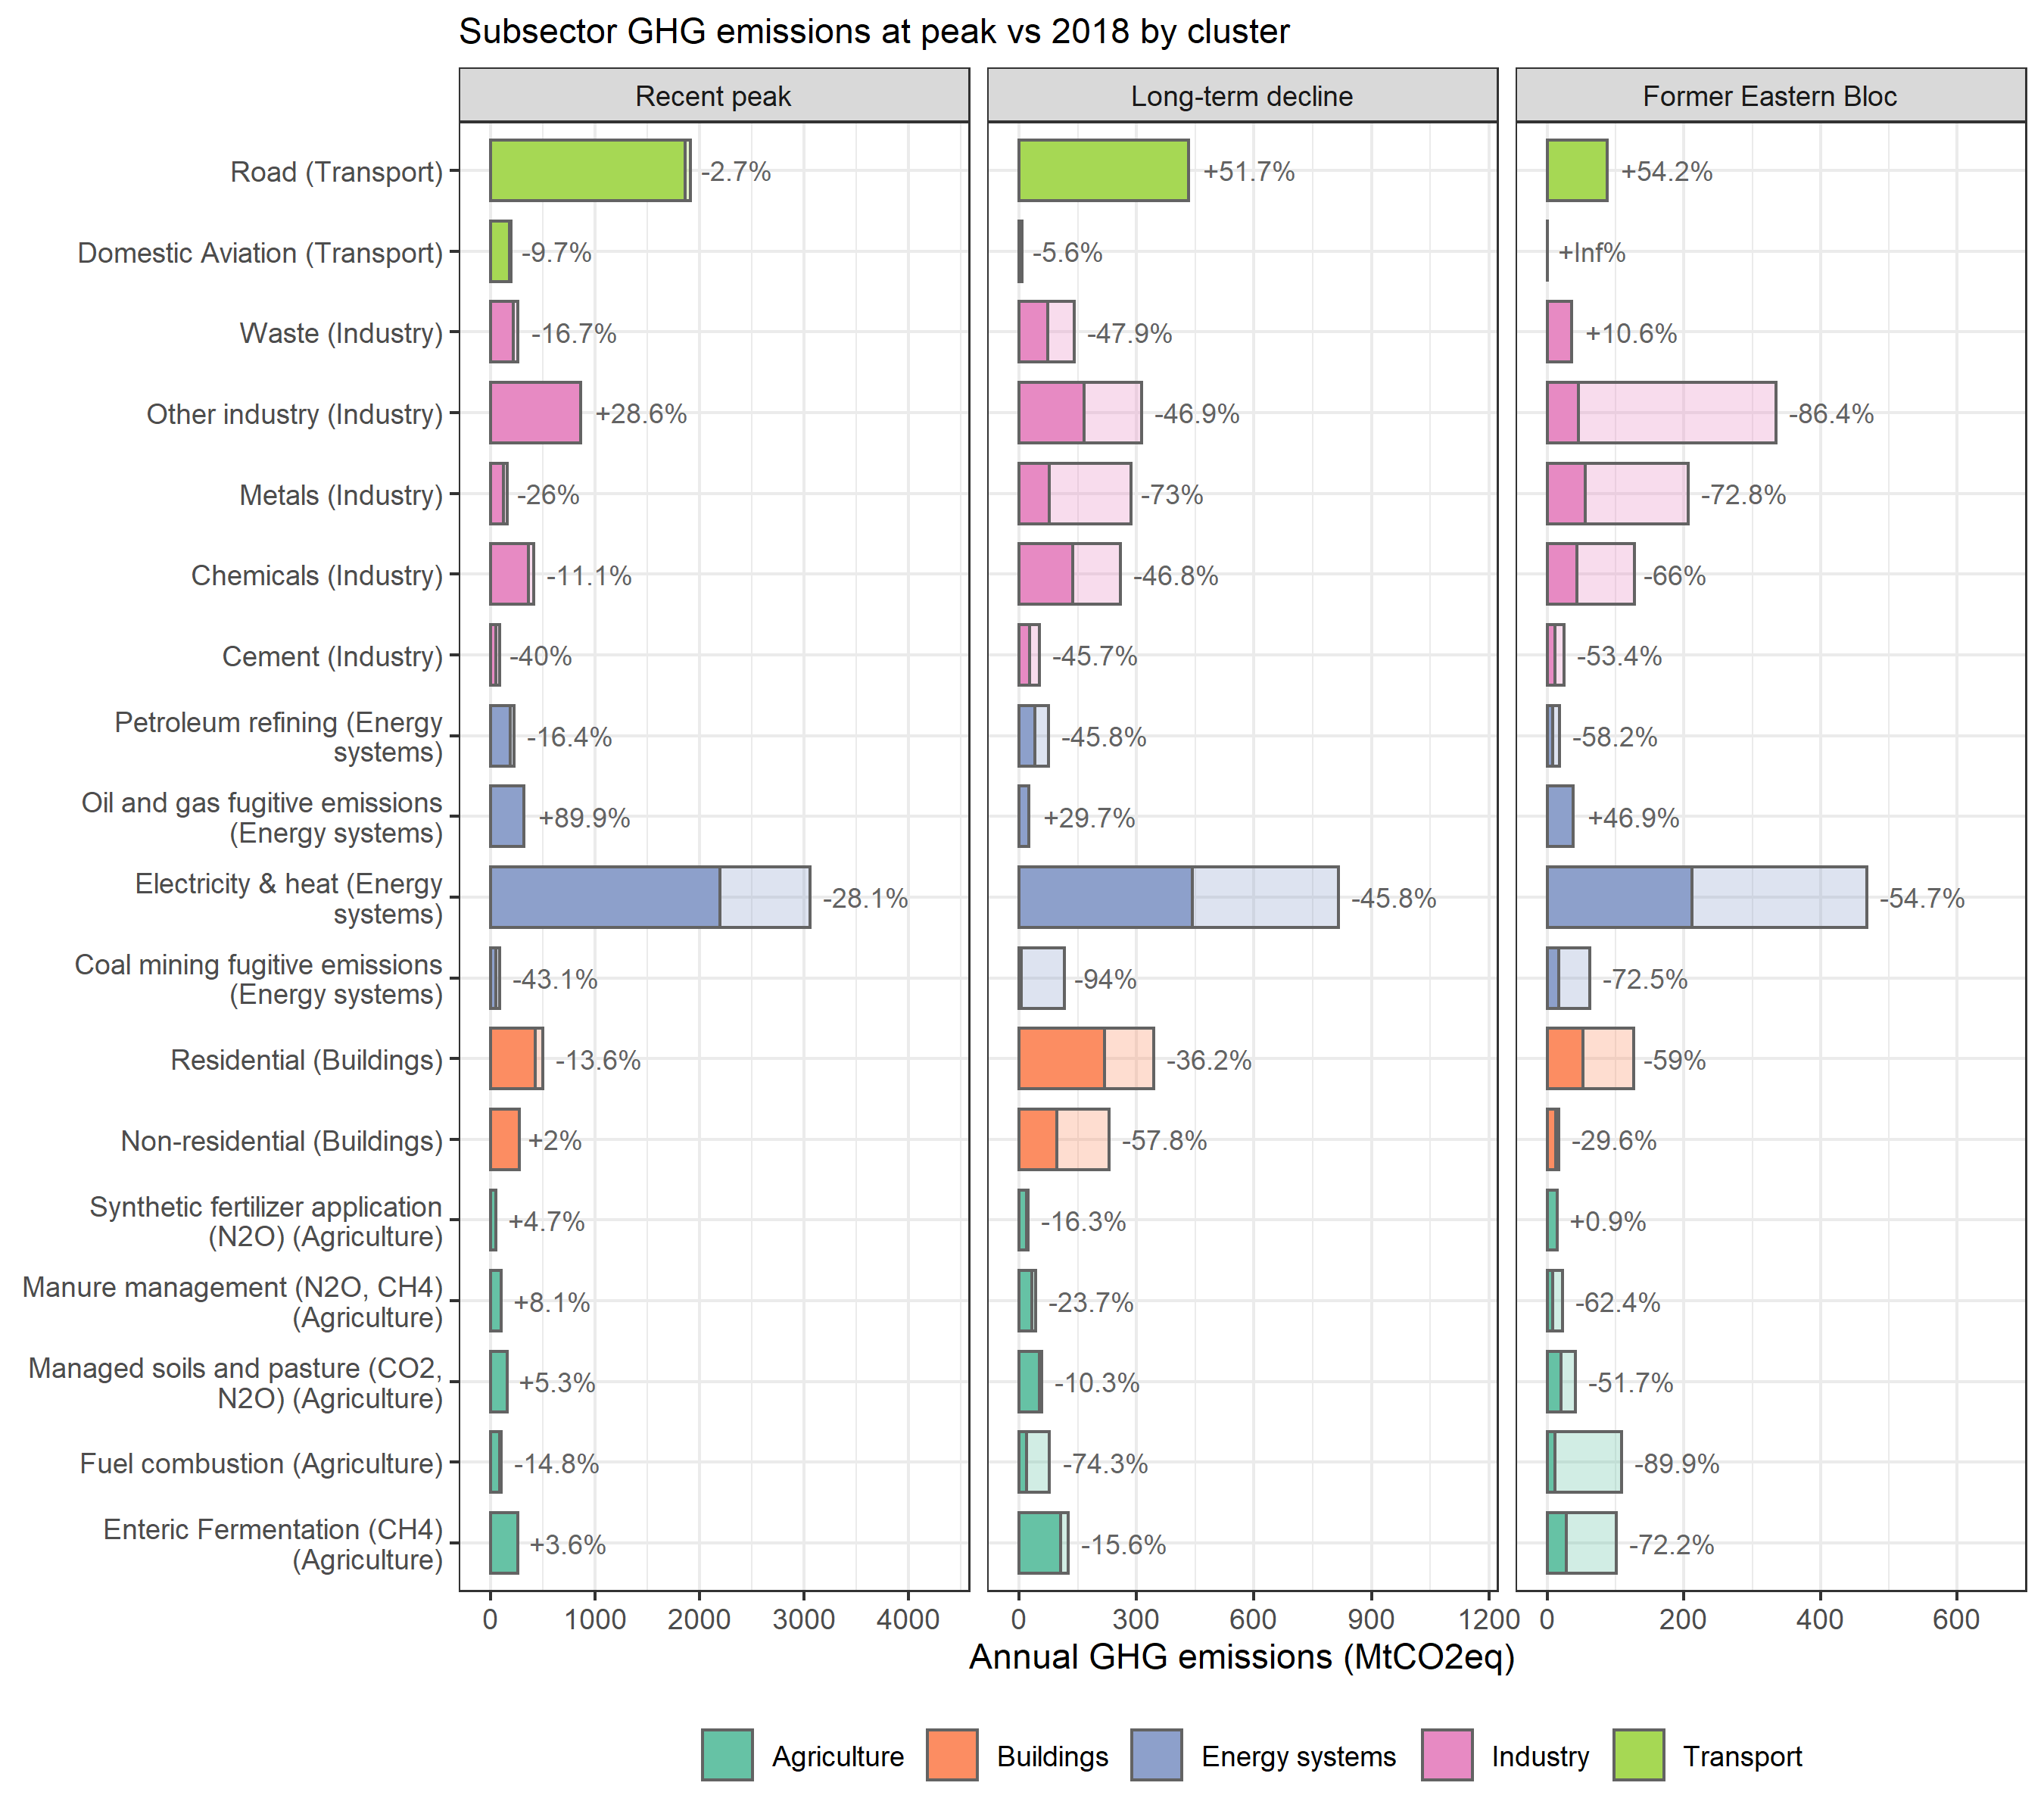 Subsector GHG emissions at peak vs 2018 by cluster
Recent peak
Long-term decline
Former Eastern Bloc
Road (Transport)
-2.7%
+51.7%
+54.2%
Domestic Aviation (Transport)
-9.7%
-5.6%
+Inf%
Waste (Industry)
-16.7%
-47.9%
+10.6%
Other industry (Industry)
+28.6%
-46.9%
-86.4%
Metals (Industry)
-26%
-73%
-72.8%
Chemicals (Industry)
-11.1%
-46.8%
-66%
Cement (Industry)
-40%
-45.7%
-53.4%
Petroleum refining (Energy
systems)
-16.4%
-45.8%
-58.2%
Oil and gas fugitive emissions
(Energy systems)
+89.9%
+29.7%
+46.9%
Electricity & heat (Energy
systems)
-28.1%
-45.8%
-54.7%
Coal mining fugitive emissions
(Energy systems)
-43.1%
-94%
-72.5%
Residential (Buildings)
-13.6%
-36.2%
-59%
Non-residential (Buildings)
+2%
-57.8%
-29.6%
Synthetic fertilizer application
(N2O) (Agriculture)
+4.7%
-16.3%
+0.9%
Manure management (N2O, CH4)
(Agriculture)
+8.1%
-23.7%
-62.4%
Managed soils and pasture (CO2,
N2O) (Agriculture)
+5.3%
-10.3%
-51.7%
Fuel combustion (Agriculture)
-14.8%
-74.3%
-89.9%
Enteric Fermentation (CH4)
(Agriculture)
+3.6%
-15.6%
-72.2%
0 1000 2000 3000 4000
0 300 600 900 1200
0 200 400 600
Annual GHG emissions (MtCO2eq)
Agriculture
Buildings
Energy systems
Industry
Transport